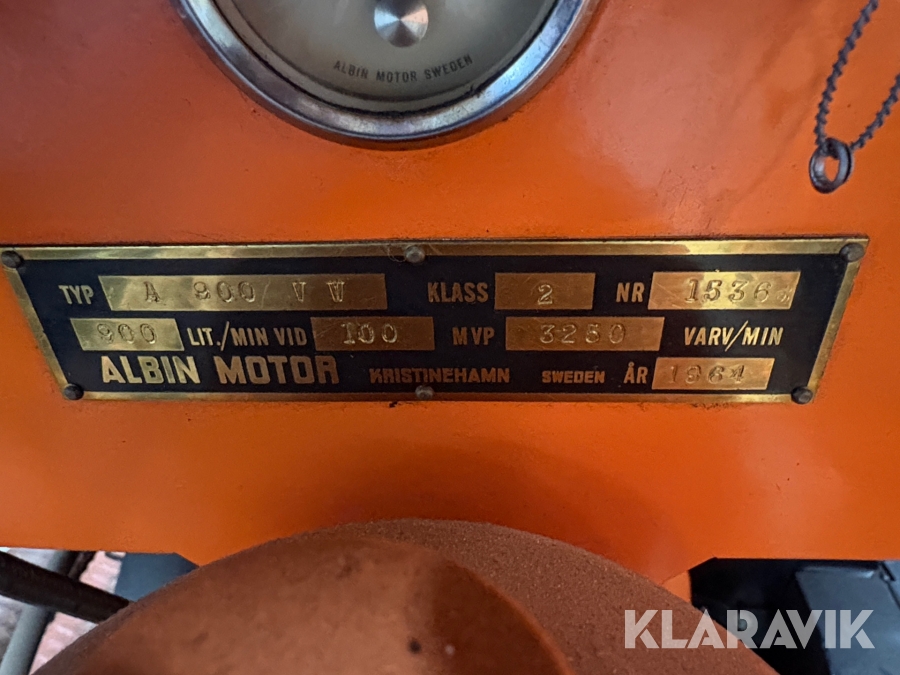 ALBIN MOTOR SWEDEN
TYP A 800 VV KLASS 2 NR 1536
800 LIT./MIN VID 100 MVP 3250 VARV/MIN
ALBIN MOTOR KRISTINEHAMN SWEDEN ÅR 1964
KLARAVIK